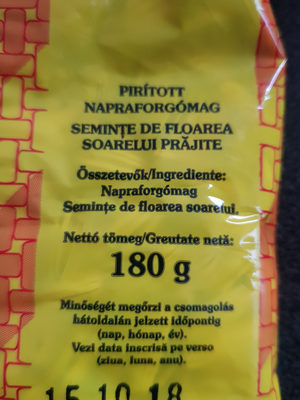 PIRÍTOTT
NAPRAFORGÓMAG
SEMINȚE DE FLOAREA
SOARELUI PRĂJITE
Összetevők/Ingrediente:
Napraforgómag
Semințe de floarea soarelui.
Nettó tömeg/Greutate netă:
180 g
Minőségét megőrzi a csomagolás
hátoldalán jelzett időpontig
(nap, hónap, év).
Vezi data inscrisă pe verso
(ziua, luna, anu).
15 10 18